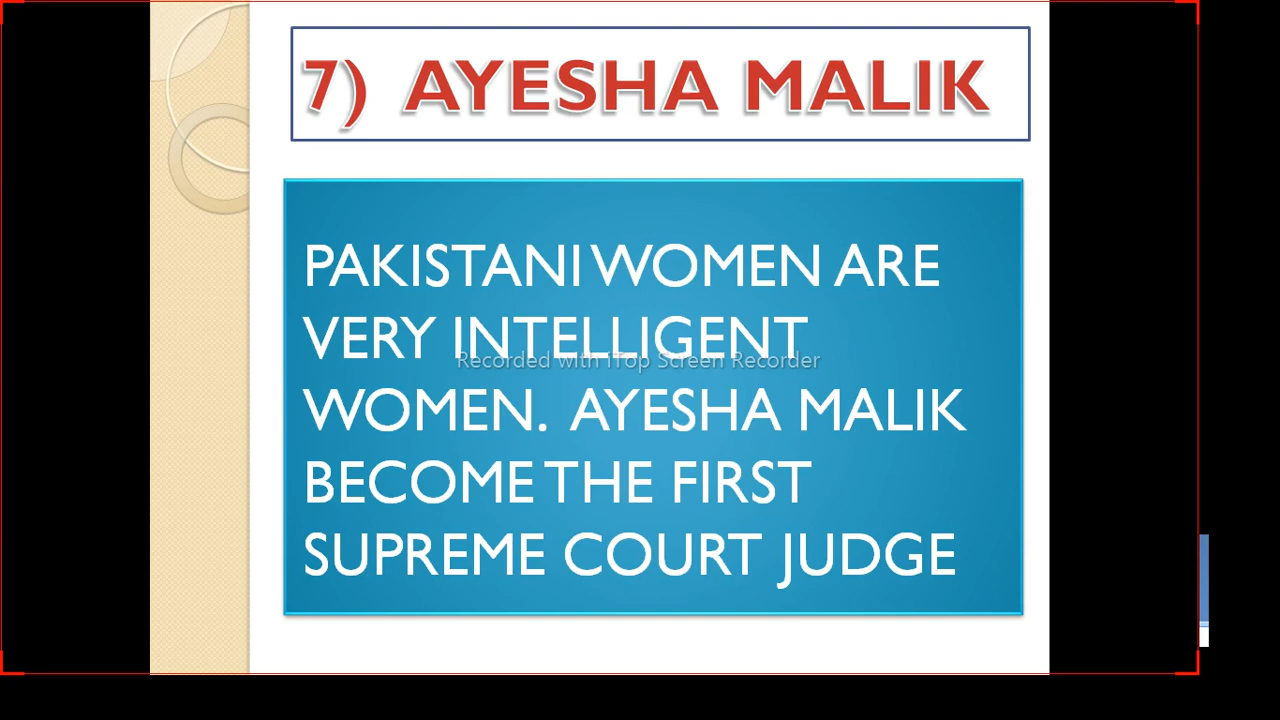 7) AYESHA MALIK
PAKISTANI WOMEN ARE
VERY INTELLIGENT
Recorded with iTop Screen Recorder
WOMEN. AYESHA MALIK
BECOME THE FIRST
SUPREME COURT JUDGE